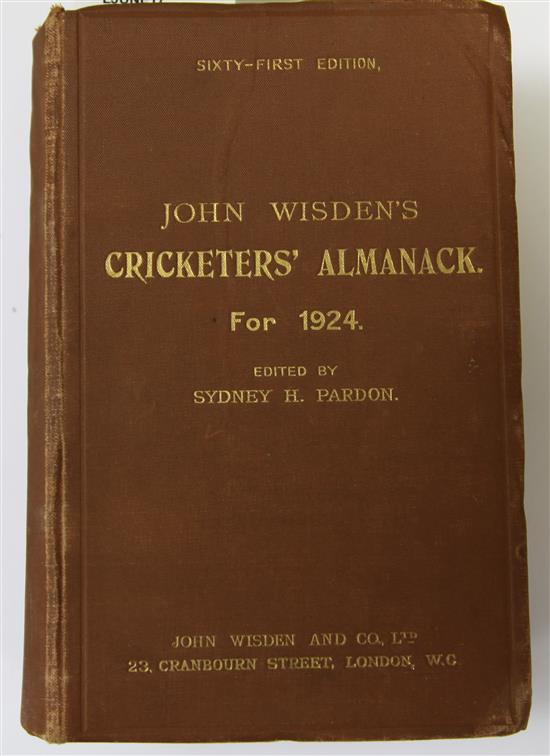 SIXTY-FIRST EDITION,
JOHN WISDEN'S
CRICKETERS' ALMANACK.
For 1924.
EDITED BY
SYDNEY H. PARDON.
JOHN WISDEN AND CO., LTD
23, CRANBOURN STREET, LONDON, W.C